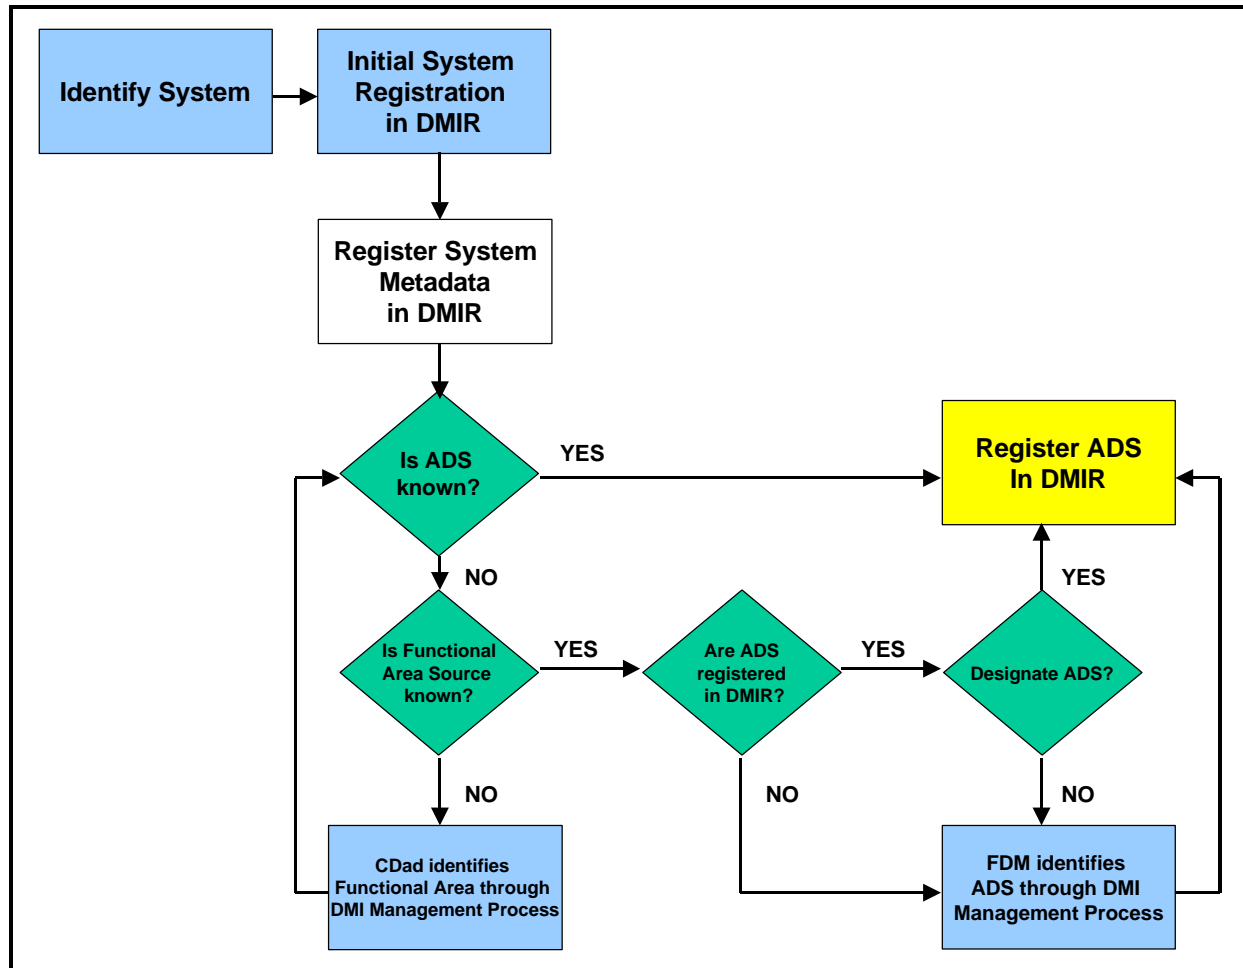 Identify System
Initial System
Registration
in DMIR
Register System
Metadata
in DMIR
Is ADS
known?
YES
Register ADS
In DMIR
NO
YES
Is Functional
Area Source
known?
YES
Are ADS
registered
in DMIR?
YES
Designate ADS?
NO
NO
NO
CDad identifies
Functional Area through
DMI Management Process
FDM identifies
ADS through DMI
Management Process